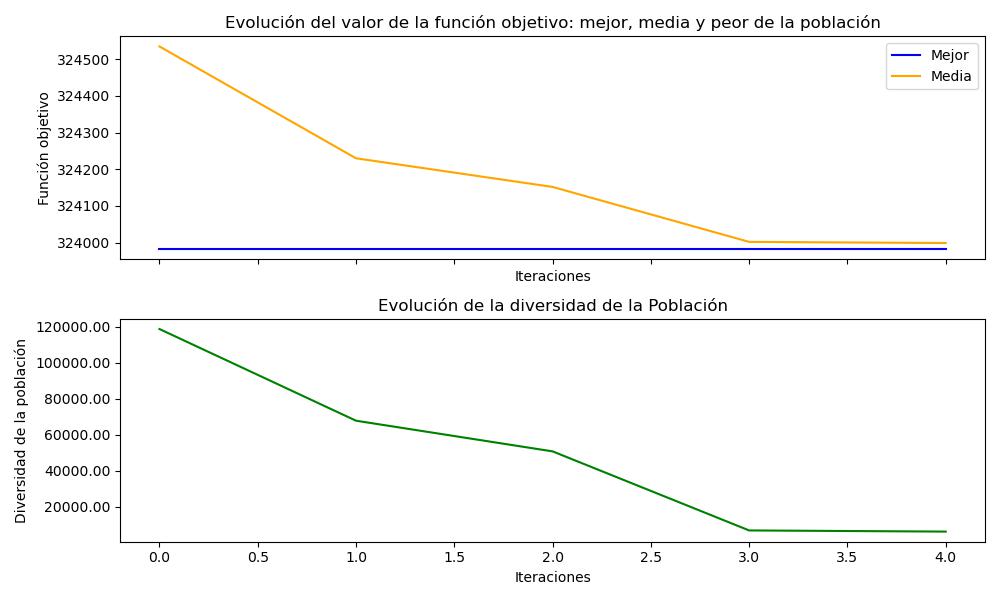 Evolución del valor de la función objetivo: mejor, media y peor de la población
324500
324400
324300
324200
324100
324000
Función objetivo
Mejor
Media
Iteraciones
Evolución de la diversidad de la Población
120000.00
100000.00
80000.00
60000.00
40000.00
20000.00
Diversidad de la población
0.0 0.5 1.0 1.5 2.0 2.5 3.0 3.5 4.0
Iteraciones